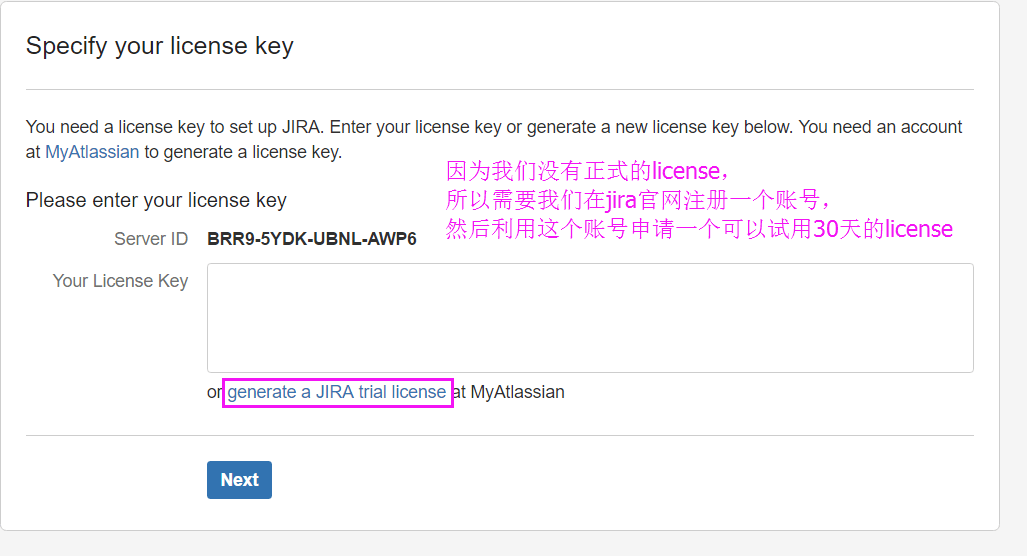 Specify your license key
You need a license key to set up JIRA. Enter your license key or generate a new license key below. You need an account
at MyAtlassian to generate a license key.
因为我们没有正式的license，
所以需要我们在jira官网注册一个账号，
然后利用这个账号申请一个可以试用30天的license
Please enter your license key
Server ID BRR9-5YDK-UBNL-AWP6
Your License Key
or generate a JIRA trial license at MyAtlassian
Next